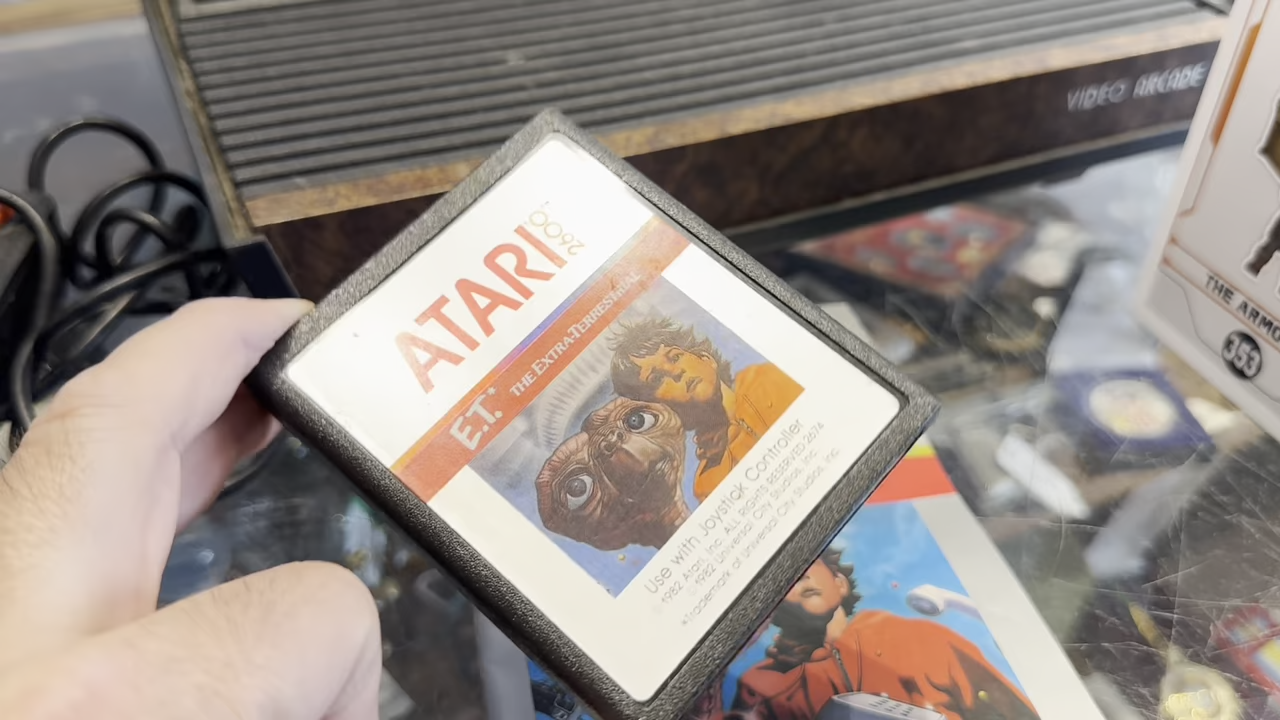 VIDEO ARCADE
ATARI 2600™
E.T.* THE EXTRA-TERRESTRIAL
Use with Joystick Controller
©1982 Atari, Inc. ALL RIGHTS RESERVED 2674
©1982 Universal City Studios, Inc.
*Trademark of Universal City Studios, Inc.
THE ARMO
353